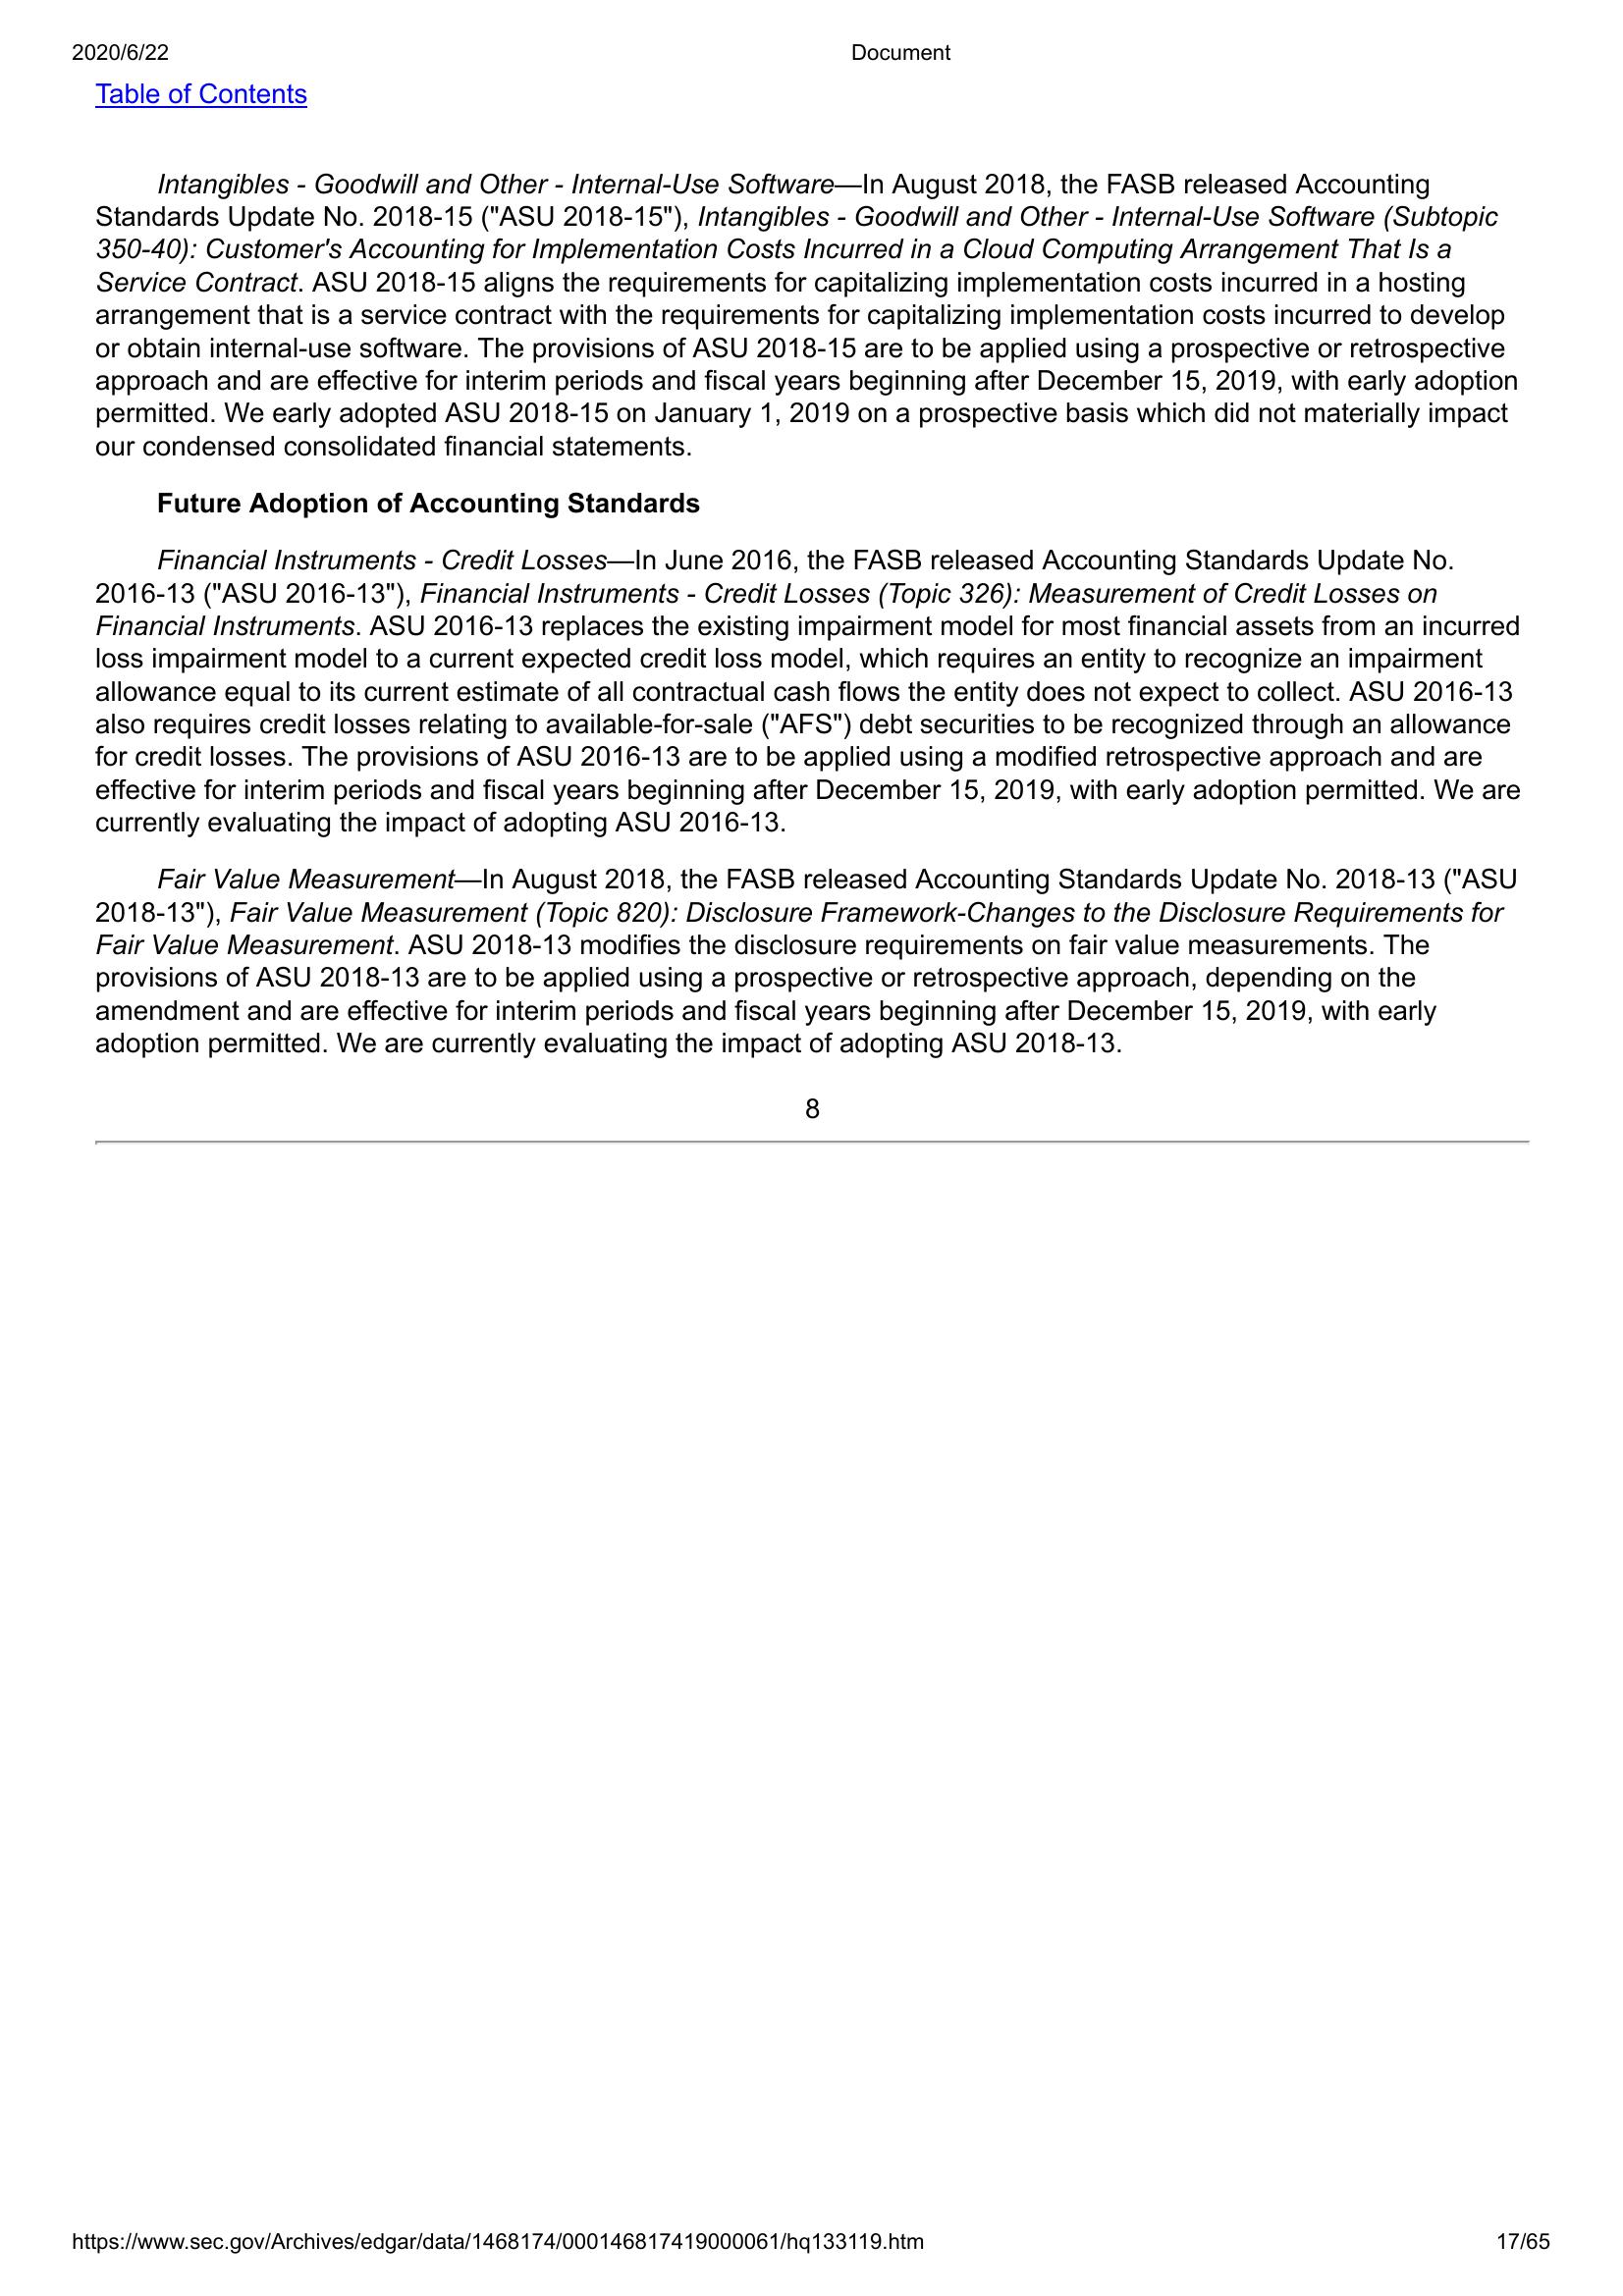 2020/6/22 Document
Table of Contents
Intangibles - Goodwill and Other - Internal-Use Software—In August 2018, the FASB released Accounting
Standards Update No. 2018-15 ("ASU 2018-15"), Intangibles - Goodwill and Other - Internal-Use Software (Subtopic
350-40): Customer's Accounting for Implementation Costs Incurred in a Cloud Computing Arrangement That Is a
Service Contract. ASU 2018-15 aligns the requirements for capitalizing implementation costs incurred in a hosting
arrangement that is a service contract with the requirements for capitalizing implementation costs incurred to develop
or obtain internal-use software. The provisions of ASU 2018-15 are to be applied using a prospective or retrospective
approach and are effective for interim periods and fiscal years beginning after December 15, 2019, with early adoption
permitted. We early adopted ASU 2018-15 on January 1, 2019 on a prospective basis which did not materially impact
our condensed consolidated financial statements.
Future Adoption of Accounting Standards
Financial Instruments - Credit Losses—In June 2016, the FASB released Accounting Standards Update No.
2016-13 ("ASU 2016-13"), Financial Instruments - Credit Losses (Topic 326): Measurement of Credit Losses on
Financial Instruments. ASU 2016-13 replaces the existing impairment model for most financial assets from an incurred
loss impairment model to a current expected credit loss model, which requires an entity to recognize an impairment
allowance equal to its current estimate of all contractual cash flows the entity does not expect to collect. ASU 2016-13
also requires credit losses relating to available-for-sale ("AFS") debt securities to be recognized through an allowance
for credit losses. The provisions of ASU 2016-13 are to be applied using a modified retrospective approach and are
effective for interim periods and fiscal years beginning after December 15, 2019, with early adoption permitted. We are
currently evaluating the impact of adopting ASU 2016-13.
Fair Value Measurement—In August 2018, the FASB released Accounting Standards Update No. 2018-13 ("ASU
2018-13"), Fair Value Measurement (Topic 820): Disclosure Framework-Changes to the Disclosure Requirements for
Fair Value Measurement. ASU 2018-13 modifies the disclosure requirements on fair value measurements. The
provisions of ASU 2018-13 are to be applied using a prospective or retrospective approach, depending on the
amendment and are effective for interim periods and fiscal years beginning after December 15, 2019, with early
adoption permitted. We are currently evaluating the impact of adopting ASU 2018-13.
8
https://www.sec.gov/Archives/edgar/data/1468174/000146817419000061/hq133119.htm 17/65